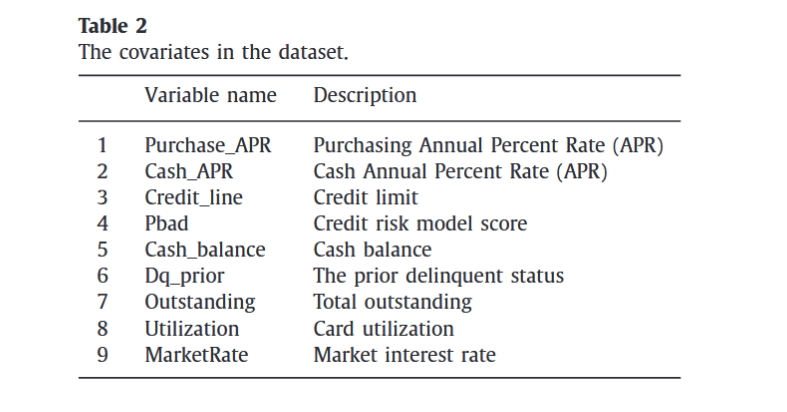 Table 2
The covariates in the dataset.
Variable name Description
1 Purchase_APR Purchasing Annual Percent Rate (APR)
2 Cash_APR Cash Annual Percent Rate (APR)
3 Credit_line Credit limit
4 Pbad Credit risk model score
5 Cash_balance Cash balance
6 Dq_prior The prior delinquent status
7 Outstanding Total outstanding
8 Utilization Card utilization
9 MarketRate Market interest rate